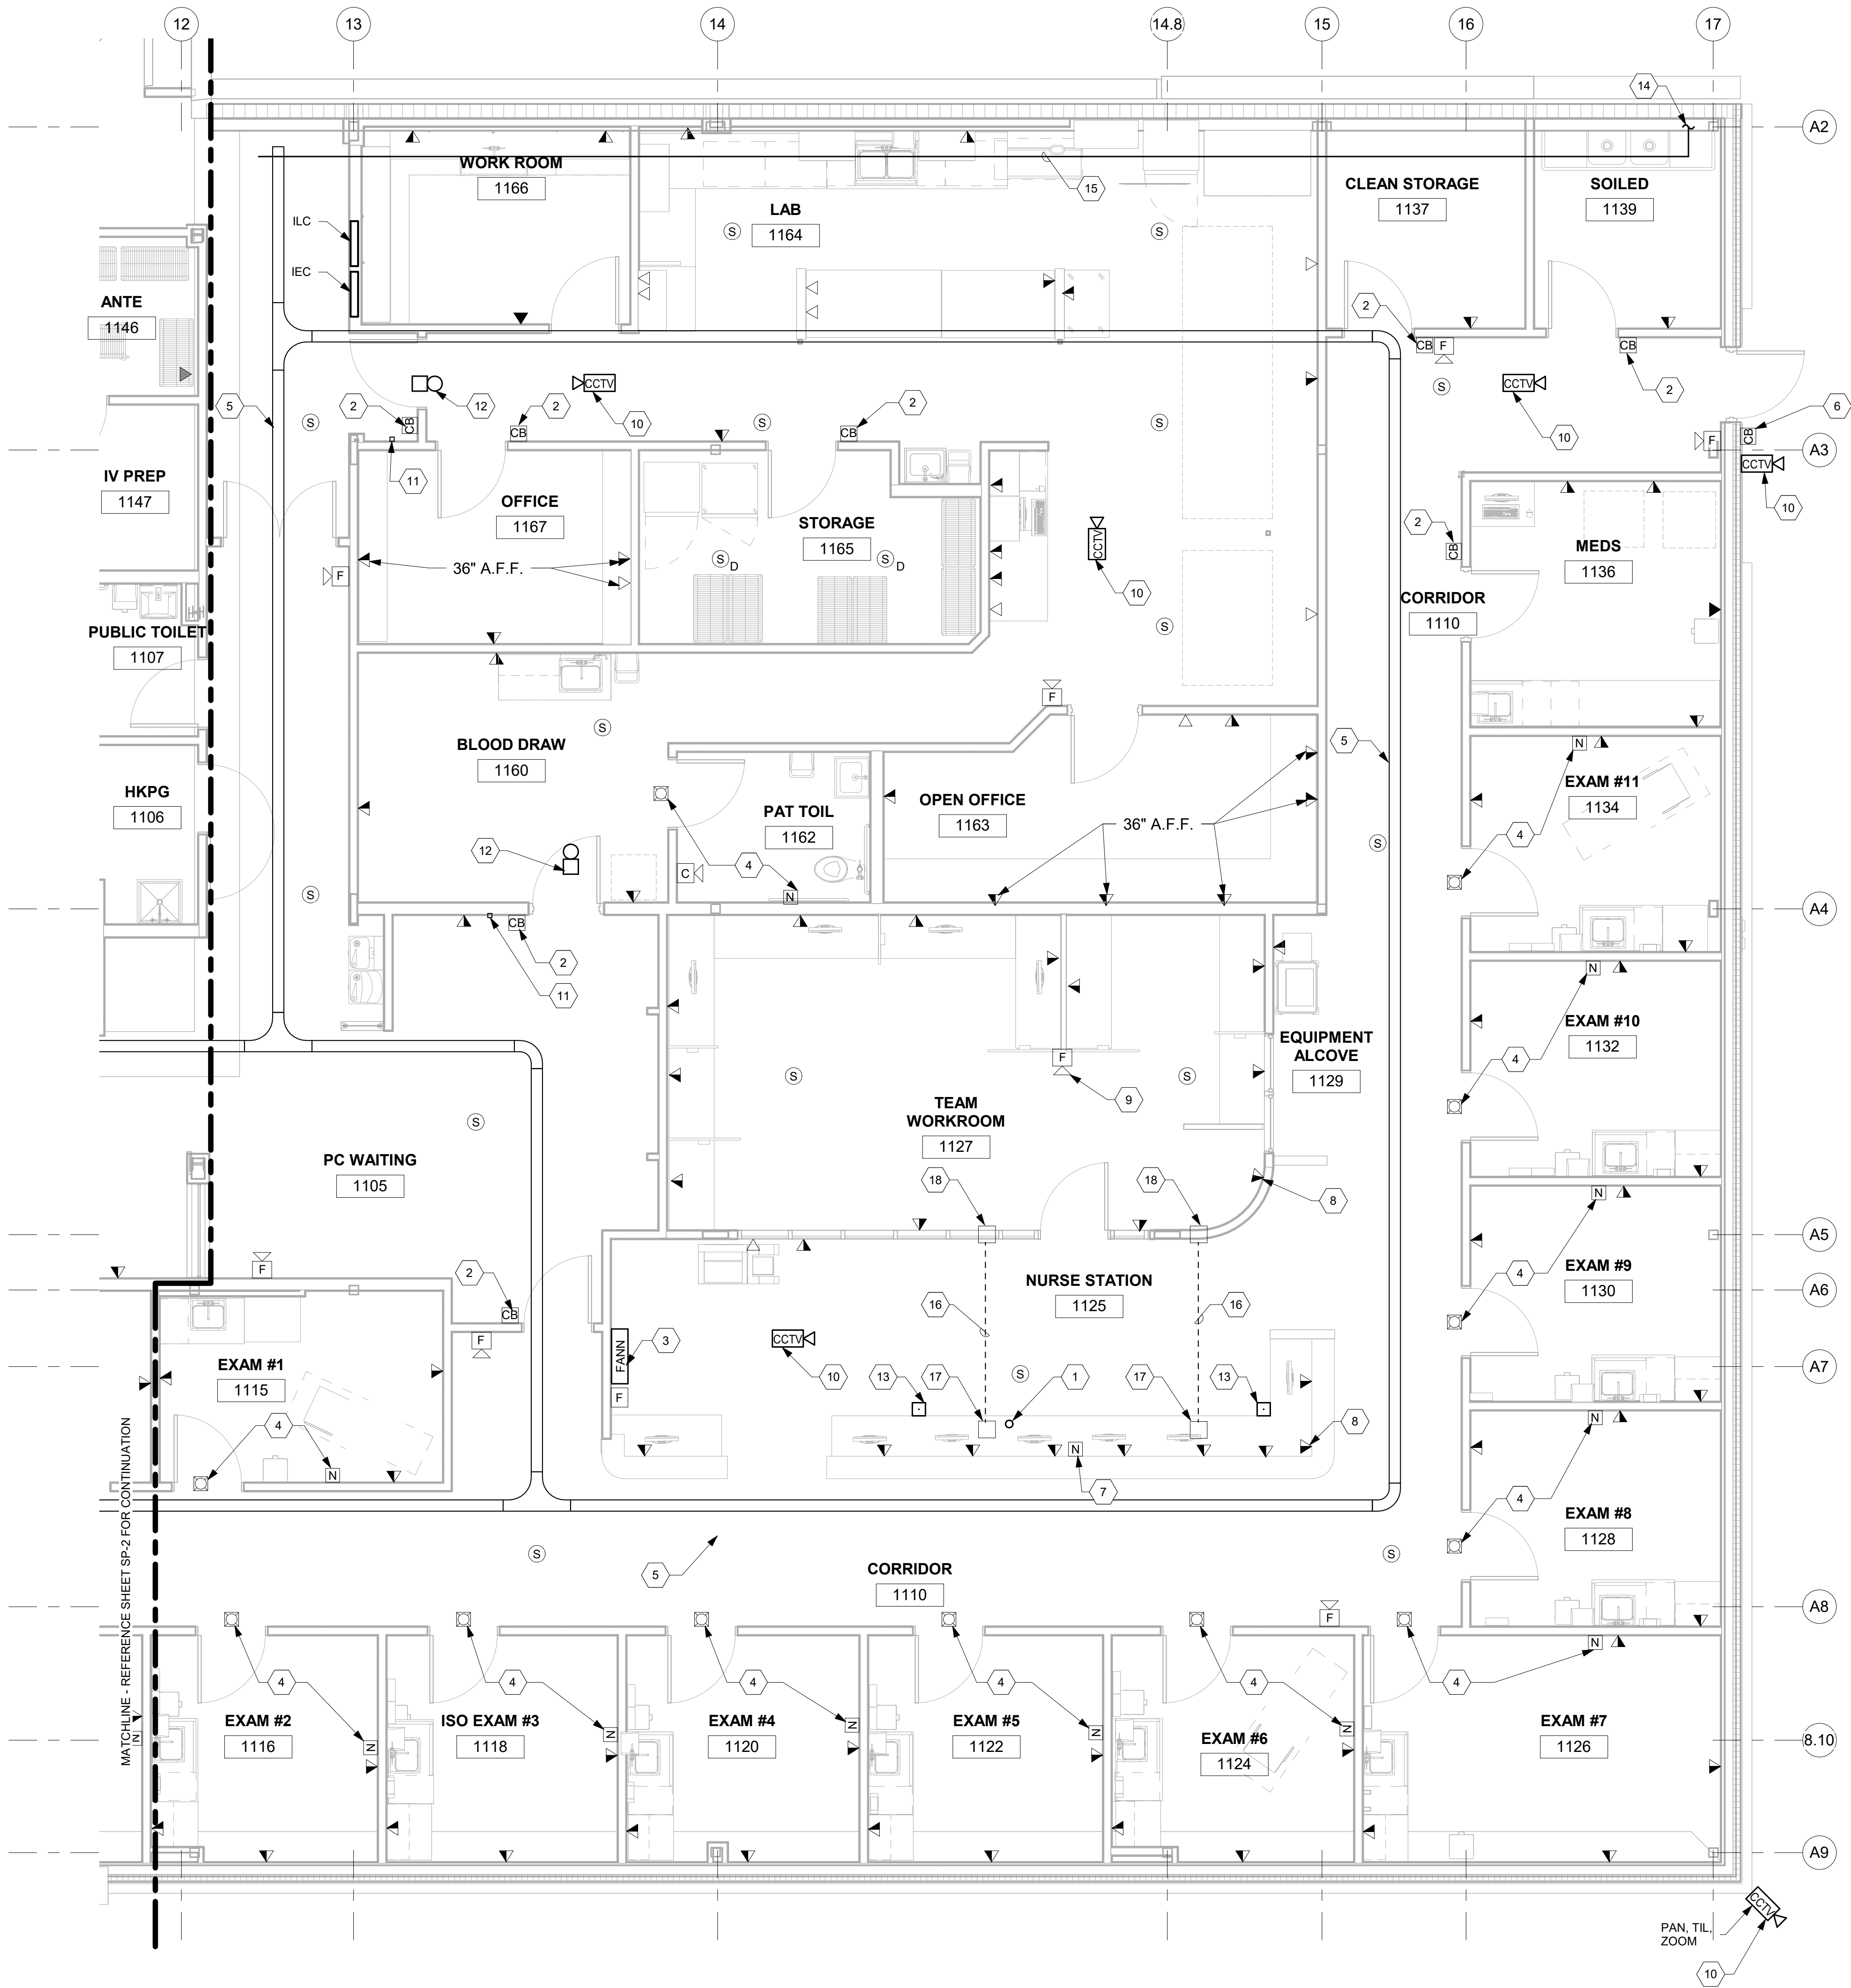 12
13
14
14.8
15
16
17
14
A2
WORK ROOM
1166
15
CLEAN STORAGE
1137
SOILED
1139
LAB
1164
ILC
S
S
IEC
ANTE
1146
2
CB
F
CB
2
S
CCTV
10
5
S
2
CB
12
2
CB
CCTV
10
S
2
CB
S
6
CB
F
A3
CCTV
10
11
IV PREP
1147
OFFICE
1167
STORAGE
1165
2
CB
MEDS
1136
CCTV
10
S D
S D
36" A.F.F.
F
CORRIDOR
1110
S
PUBLIC TOILET
1107
F
S
BLOOD DRAW
1160
5
N
EXAM #11
1134
HKPG
1106
PAT TOIL
1162
OPEN OFFICE
1163
36" A.F.F.
4
S
12
C
4
N
S
A4
CB
2
11
N
EXAM #10
1132
EQUIPMENT
ALCOVE
1129
F
9
4
S
S
S
TEAM
WORKROOM
1127
PC WAITING
1105
18
18
8
N
A5
F
2
CB
NURSE STATION
1125
EXAM #9
1130
4
A6
16
16
F
FANN
3
CCTV
10
EXAM #1
1115
S
1
13
17
17
13
F
A7
4
N
8
N
7
N
EXAM #8
1128
4
MATCHLINE - REFERENCE SHEET SP-2 FOR CONTINUATION
S
S
5
CORRIDOR
1110
A8
F
N
4
4
4
4
4
4
N
EXAM #2
1116
N
ISO EXAM #3
1118
N
EXAM #4
1120
N
EXAM #5
1122
N
EXAM #6
1124
N
EXAM #7
1126
8.10
A9
CCTV
PAN, TIL,
ZOOM
10